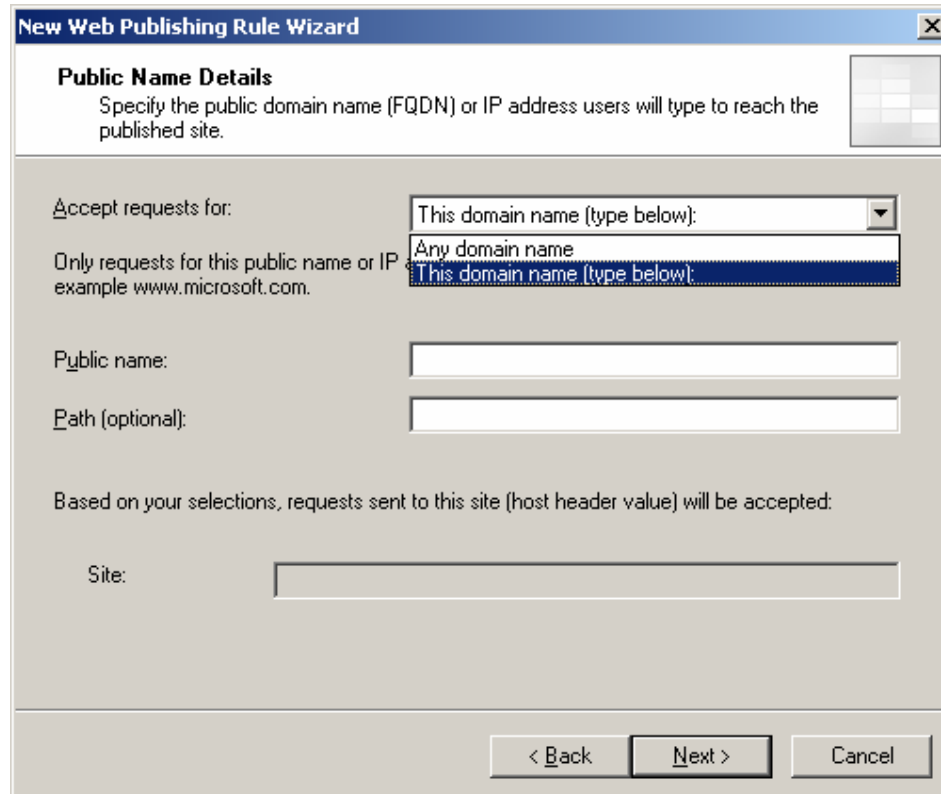 New Web Publishing Rule Wizard
Public Name Details
Specify the public domain name (FQDN) or IP address users will type to reach the
published site.
Accept requests for:
This domain name (type below):
Any domain name
This domain name (type below):
Only requests for this public name or IP
example www.microsoft.com.
Public name:
Path (optional):
Based on your selections, requests sent to this site (host header value) will be accepted:
Site:
< Back
Next >
Cancel